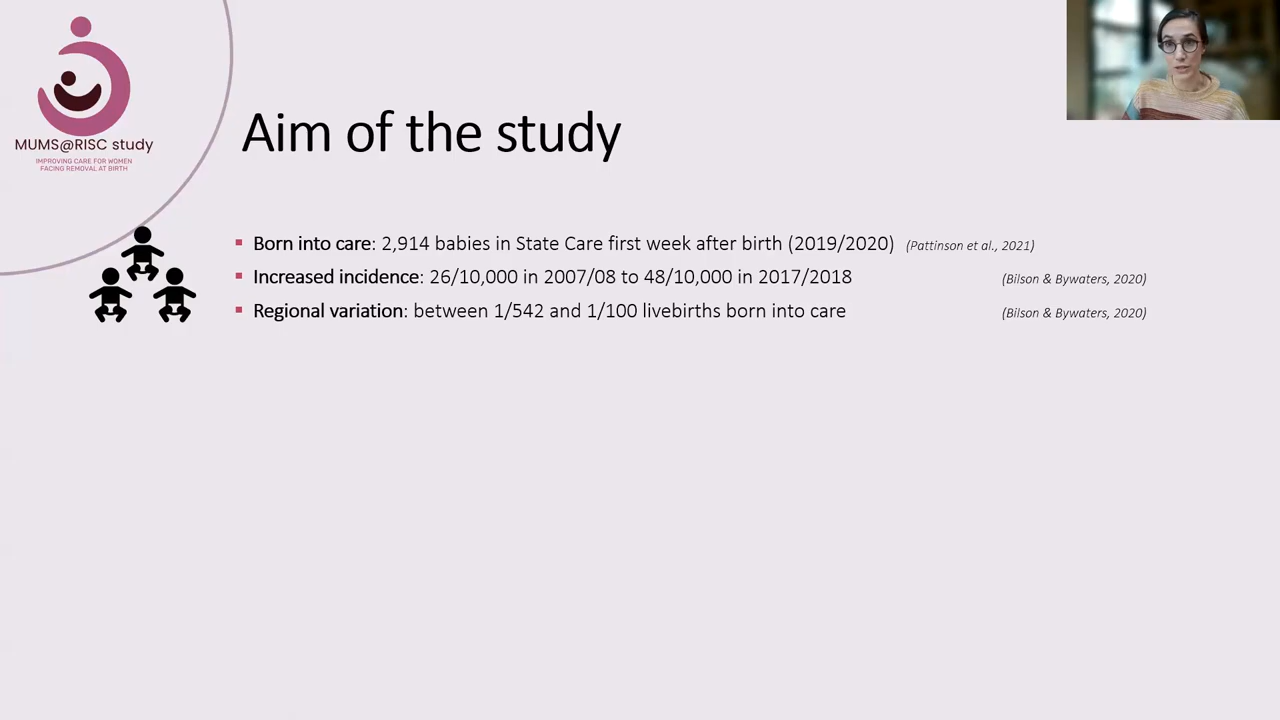 MUMS@RISC study
IMPROVING CARE FOR WOMEN
FACING REMOVAL AT BIRTH
Aim of the study
Born into care: 2,914 babies in State Care first week after birth (2019/2020) (Pattinson et al., 2021)
Increased incidence: 26/10,000 in 2007/08 to 48/10,000 in 2017/2018 (Bilson & Bywaters, 2020)
Regional variation: between 1/542 and 1/100 livebirths born into care (Bilson & Bywaters, 2020)